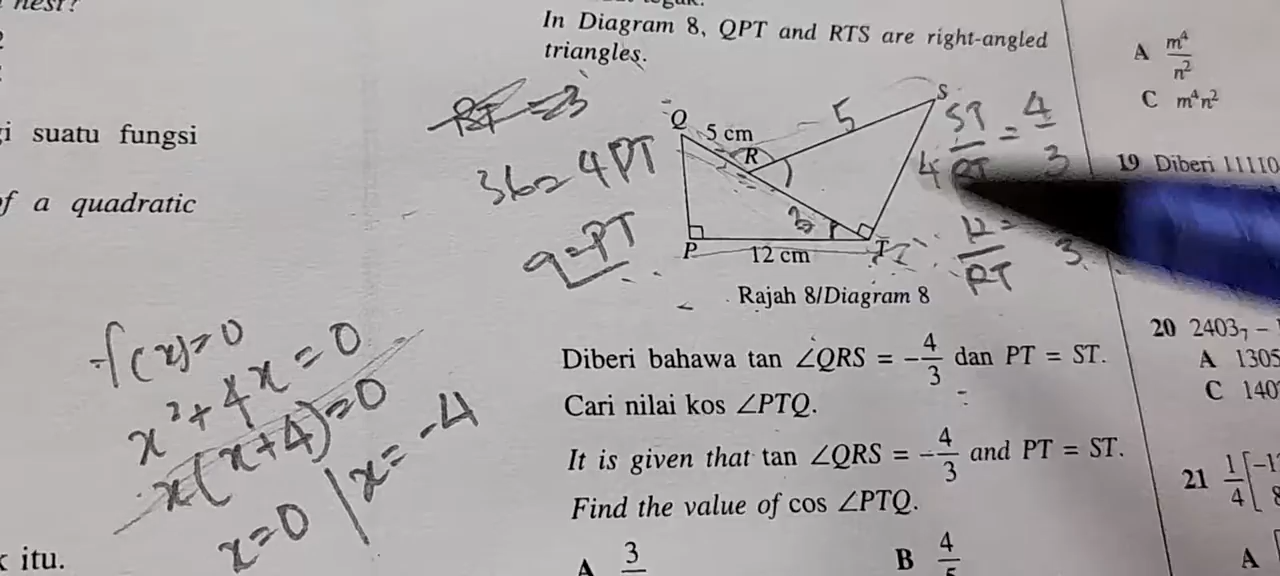 In Diagram 8, QPT and RTS are right-angled
triangles.
RT = 3
36 = 4PT
9 = PT
Q
5 cm
R
5
S
3
P
12 cm
T
ST = 4
RT 3
4
12 =
RT 3
Rajah 8/Diagram 8
Diberi bahawa tan ∠QRS = -4/3 dan PT = ST.
Cari nilai kos ∠PTQ.
It is given that tan ∠QRS = -4/3 and PT = ST.
Find the value of cos ∠PTQ.
A 3
B 4
5
i suatu fungsi
f a quadratic
f(x) = 0
x² + 4x = 0
x(x+4) = 0
x = 0 | x = -4
itu.
A m⁴/n²
C m⁴n²
19 Diberi 11110
20 2403₇ -
A 1305
C 140
21 1/4 [-1
8
A